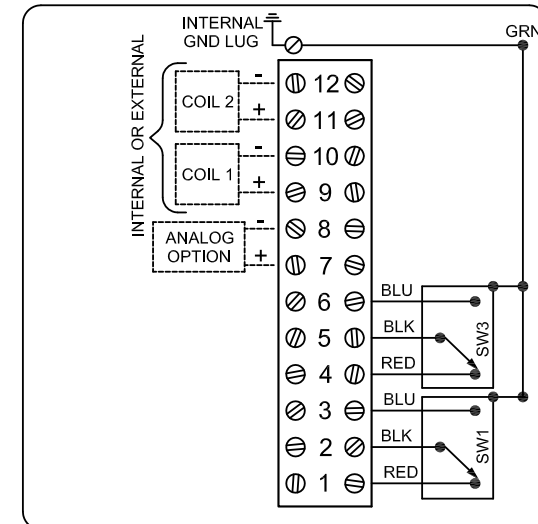 INTERNAL
GND LUG
GRN
INTERNAL OR EXTERNAL
COIL 2
-
+
COIL 1
-
+
ANALOG
OPTION
-
+
12
11
10
9
8
7
6
5
4
3
2
1
BLU
BLK
RED
SW3
BLU
BLK
RED
SW1